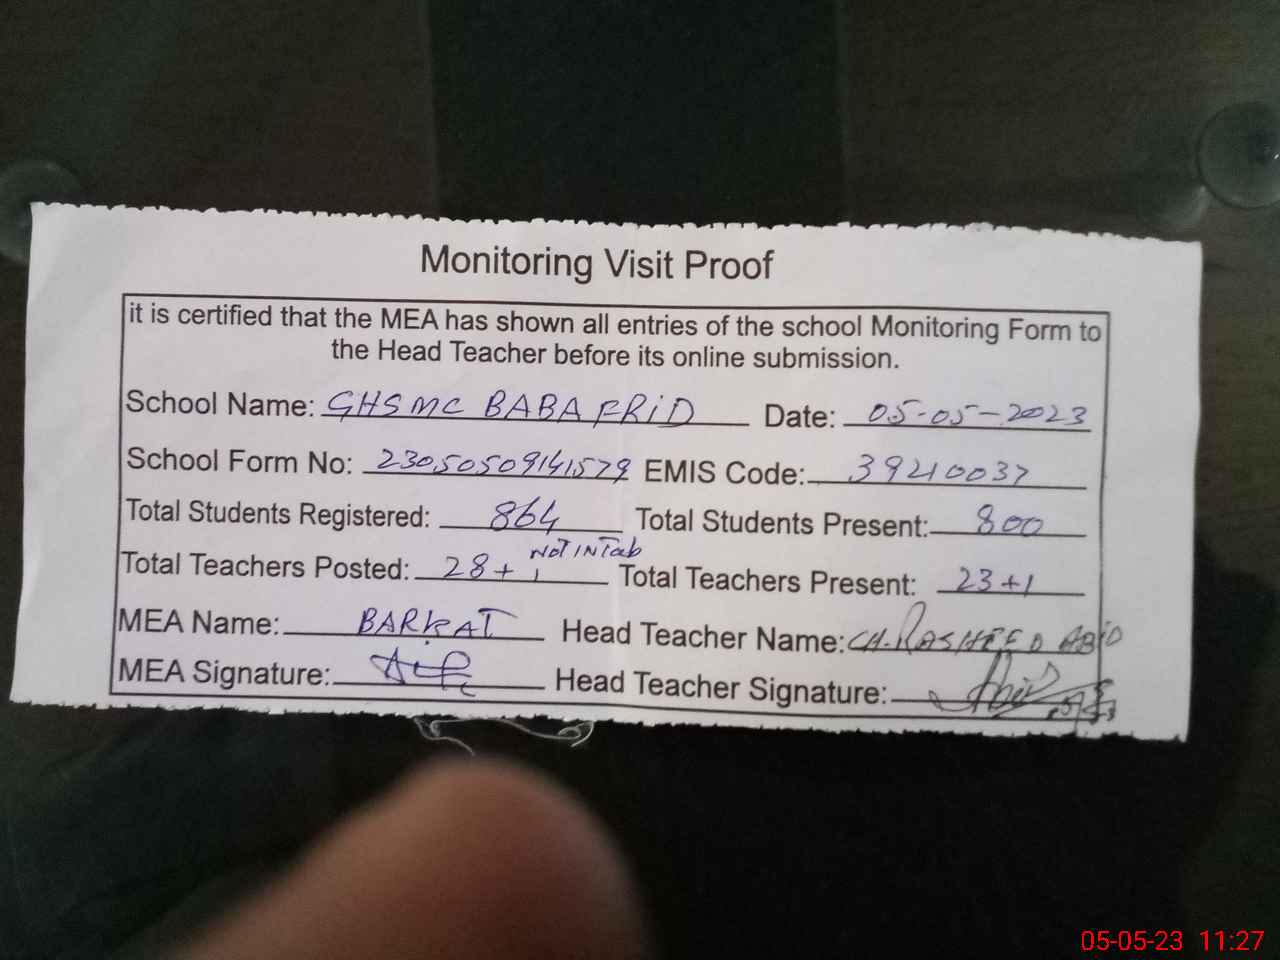 Monitoring Visit Proof
it is certified that the MEA has shown all entries of the school Monitoring Form to
the Head Teacher before its online submission.
School Name: GHSMC BABA FRiD Date: 05-05-2023
School Form No: 23050509141579 EMIS Code: 39210037
Total Students Registered: 864 Total Students Present: 800
Total Teachers Posted: 28+1 NOT IN Tab Total Teachers Present: 23+1
MEA Name: BARKAT Head Teacher Name: CH. RASHEED ABiD
MEA Signature: Head Teacher Signature:
05-05-23 11:27